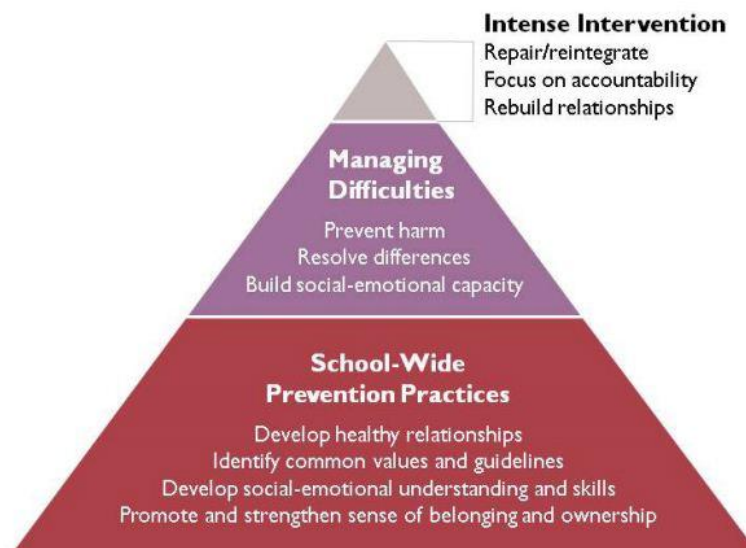 Intense Intervention
Repair/reintegrate
Focus on accountability
Rebuild relationships
Managing
Difficulties
Prevent harm
Resolve differences
Build social-emotional capacity
School-Wide
Prevention Practices
Develop healthy relationships
Identify common values and guidelines
Develop social-emotional understanding and skills
Promote and strengthen sense of belonging and ownership